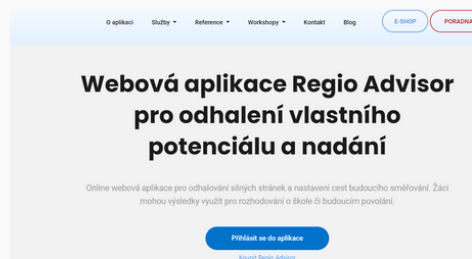 O aplikaci Služby Reference Workshopy Kontakt Blog E-SHOP PORADNA
Webová aplikace Regio Advisor
pro odhalení vlastního
potenciálu a nadání
Online webová aplikace pro odhalování silných stránek a nastavení cest budoucího směřování. Žáci
mohou výsledky využít pro rozhodování o škole či budoucím povolání.
Přihlásit se do aplikace
Koupit Regio Advisor